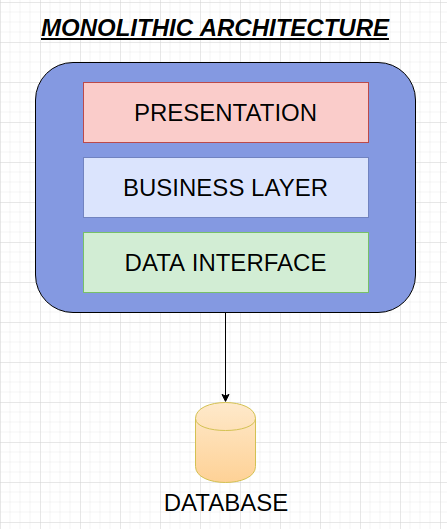 MONOLITHIC ARCHITECTURE
PRESENTATION
BUSINESS LAYER
DATA INTERFACE
DATABASE